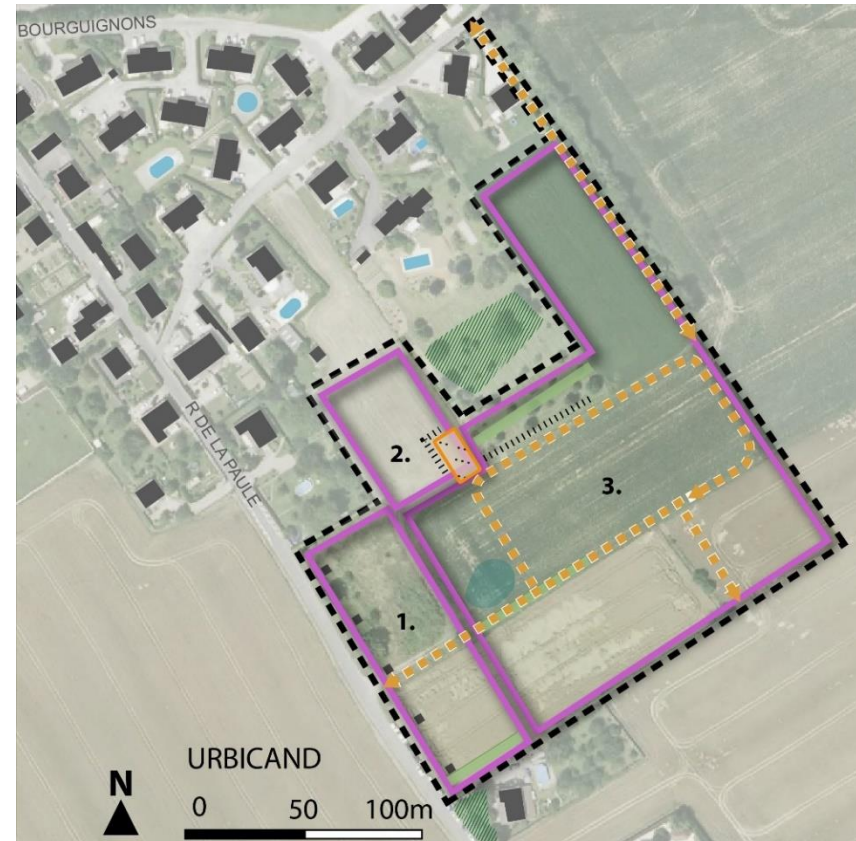 BOURGUIGNONS
R DE LA PAULE
2.
3.
1.
URBICAND
N
0 50 100m